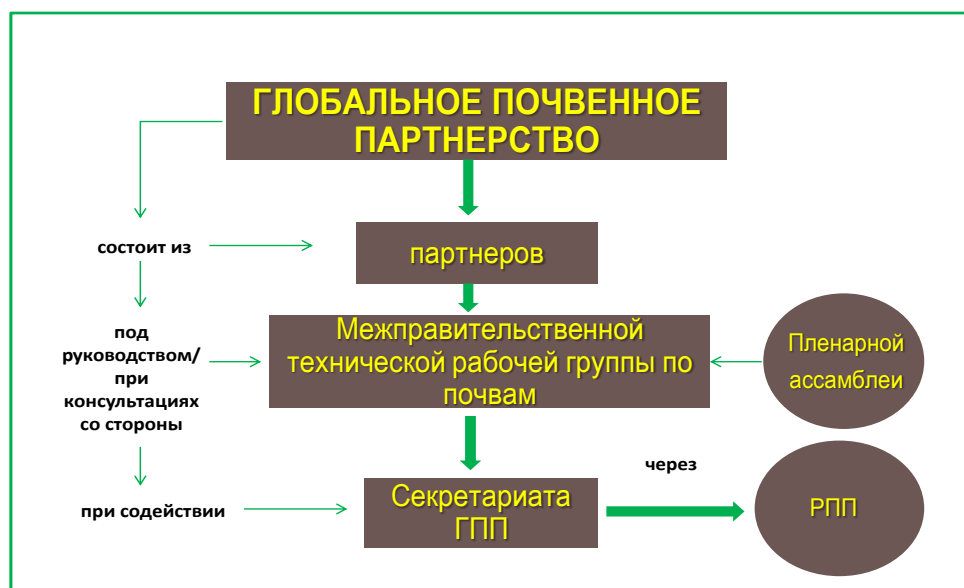 ГЛОБАЛЬНОЕ ПОЧВЕННОЕ
ПАРТНЕРСТВО
состоит из
партнеров
под
руководством/
при
консультациях
со стороны
Межправительственной
технической рабочей группы по
почвам
Пленарной
ассамблеи
при содействии
Секретариата
ГПП
через
РПП